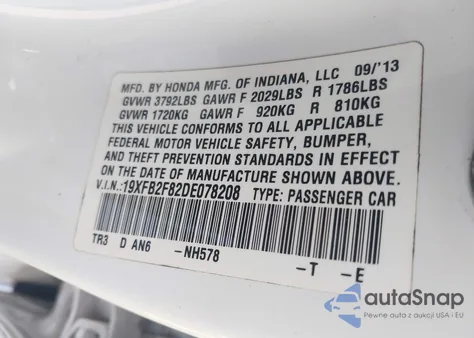 MFD. BY HONDA MFG. OF INDIANA, LLC 09/'13
GVWR 3792LBS GAWR F 2029LBS R 1786LBS
GVWR 1720KG GAWR F 920KG R 810KG
THIS VEHICLE CONFORMS TO ALL APPLICABLE
FEDERAL MOTOR VEHICLE SAFETY, BUMPER,
AND THEFT PREVENTION STANDARDS IN EFFECT
ON THE DATE OF MANUFACTURE SHOWN ABOVE.
V.I.N.: 19XFB2F82DE078208 TYPE: PASSENGER CAR
TR3 D AN6 -NH578 -T -E
autoSnap
Pewne auta z USA i EU